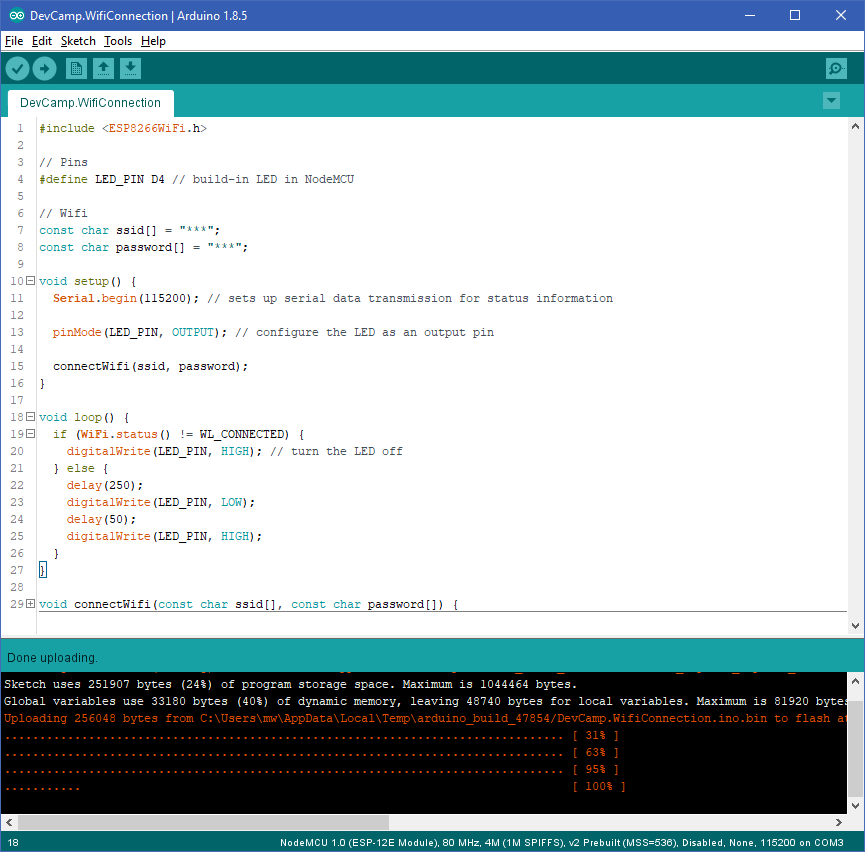 DevCamp.WifiConnection | Arduino 1.8.5
File Edit Sketch Tools Help
DevCamp.WifiConnection
1 #include <ESP8266WiFi.h>
2
3 // Pins
4 #define LED_PIN D4 // build-in LED in NodeMCU
5
6 // Wifi
7 const char ssid[] = "***";
8 const char password[] = "***";
9
10 void setup() {
11   Serial.begin(115200); // sets up serial data transmission for status information
12
13   pinMode(LED_PIN, OUTPUT); // configure the LED as an output pin
14
15   connectWifi(ssid, password);
16 }
17
18 void loop() {
19   if (WiFi.status() != WL_CONNECTED) {
20     digitalWrite(LED_PIN, HIGH); // turn the LED off
21   } else {
22     delay(250);
23     digitalWrite(LED_PIN, LOW);
24     delay(50);
25     digitalWrite(LED_PIN, HIGH);
26   }
27 }
28
29 void connectWifi(const char ssid[], const char password[]) {
Done uploading.
Sketch uses 251907 bytes (24%) of program storage space. Maximum is 1044464 bytes.
Global variables use 33180 bytes (40%) of dynamic memory, leaving 48740 bytes for local variables. Maximum is 81920 bytes
Uploading 256048 bytes from C:\Users\mw\AppData\Local\Temp\arduino_build_47854/DevCamp.WifiConnection.ino.bin to flash at
................................................................................ [ 31% ]
................................................................................ [ 63% ]
................................................................................ [ 95% ]
........... [ 100% ]
18 NodeMCU 1.0 (ESP-12E Module), 80 MHz, 4M (1M SPIFFS), v2 Prebuilt (MSS=536), Disabled, None, 115200 on COM3